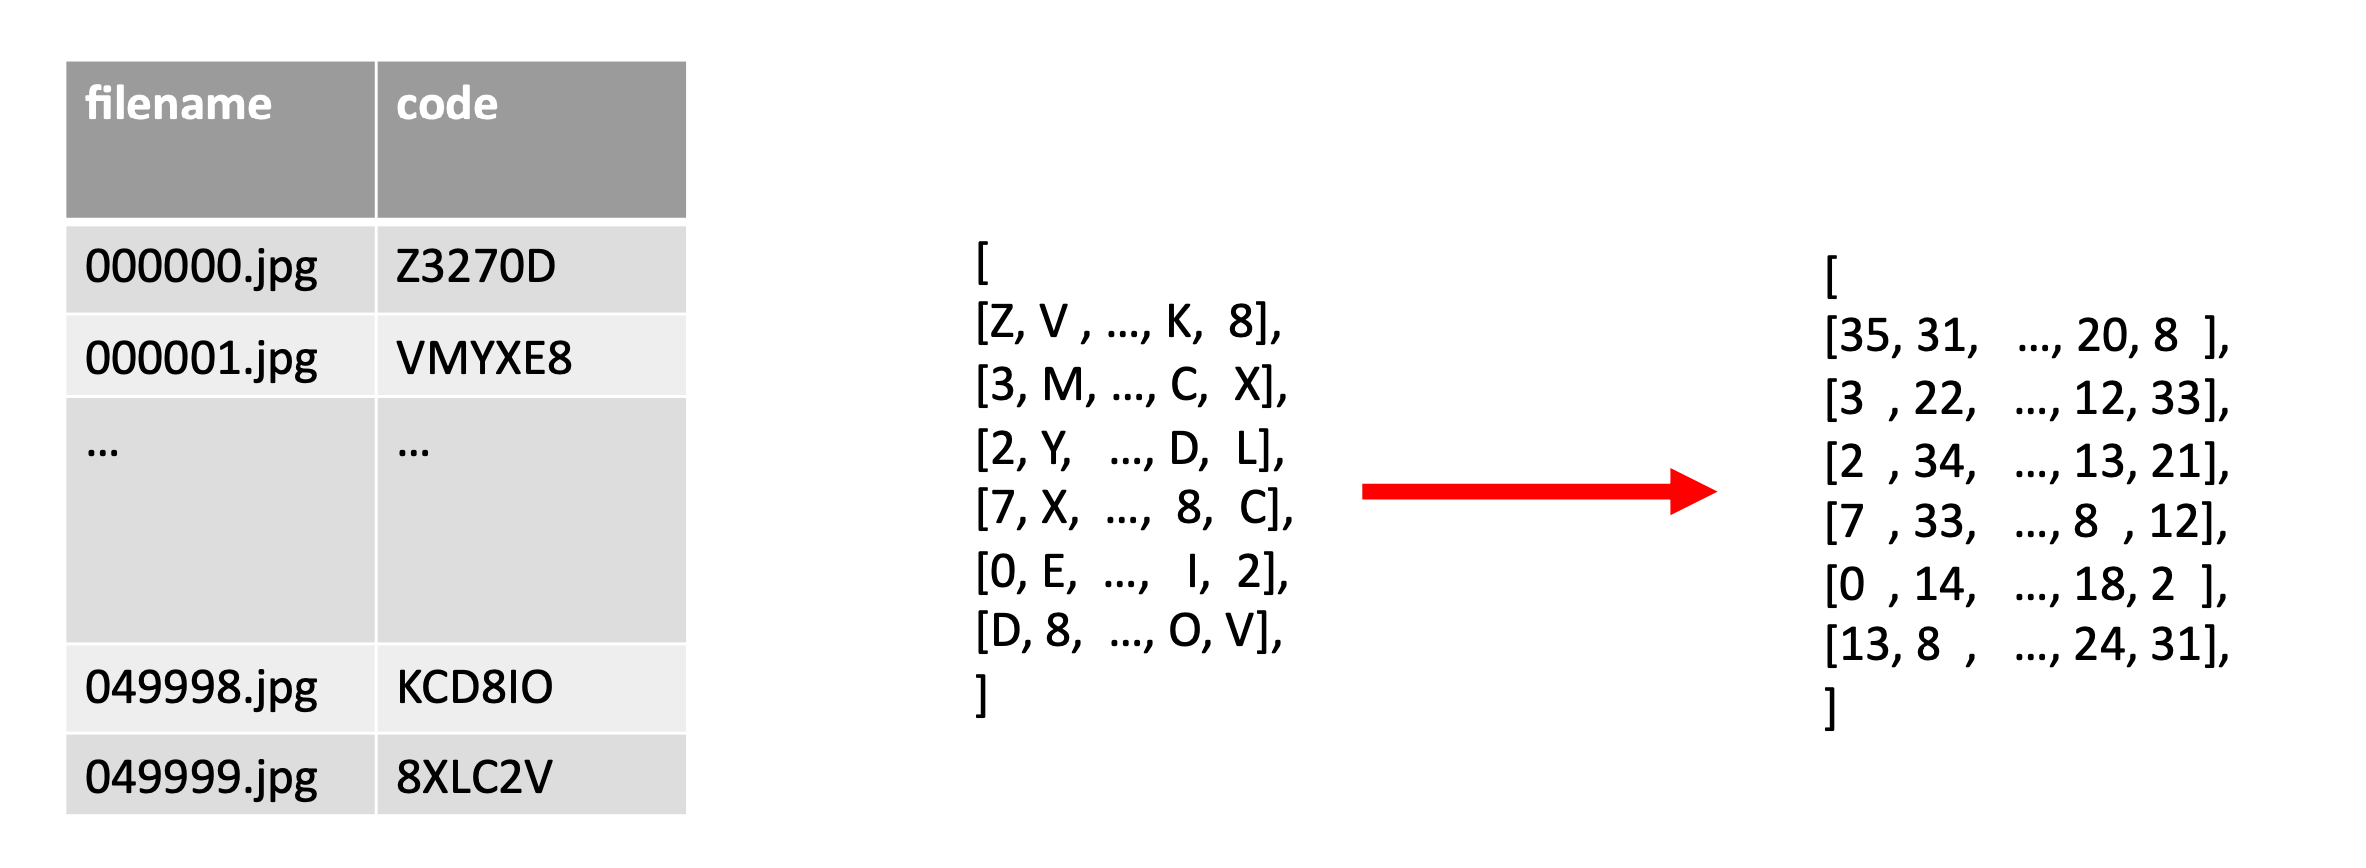 filename code
000000.jpg Z3270D
000001.jpg VMYXE8
... ...
049998.jpg KCD8IO
049999.jpg 8XLC2V
[
[Z, V , ..., K, 8],
[3, M, ..., C, X],
[2, Y, ..., D, L],
[7, X, ..., 8, C],
[0, E, ..., I, 2],
[D, 8, ..., O, V],
]
[
[35, 31, ..., 20, 8 ],
[3 , 22, ..., 12, 33],
[2 , 34, ..., 13, 21],
[7 , 33, ..., 8 , 12],
[0 , 14, ..., 18, 2 ],
[13, 8 , ..., 24, 31],
]